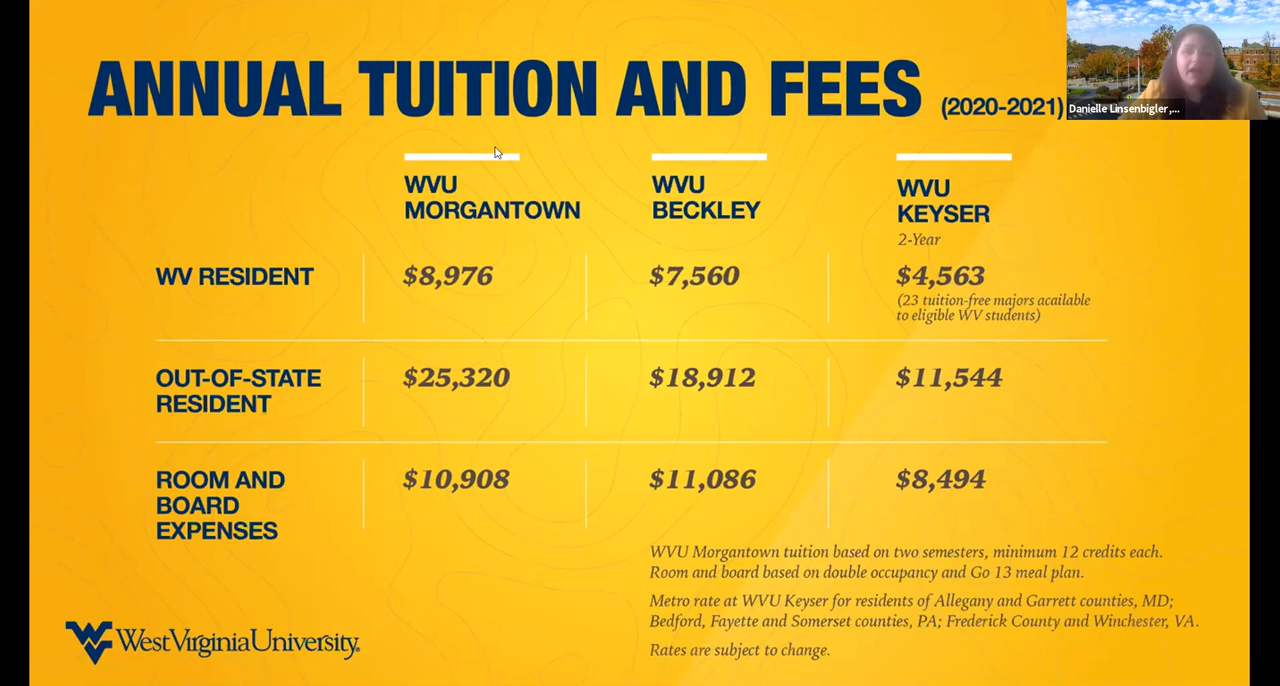 ANNUAL TUITION AND FEES (2020-2021)
Danielle Linsenbigler,...
WVU
MORGANTOWN
WVU
BECKLEY
WVU
KEYSER
2-Year
WV RESIDENT
$8,976
$7,560
$4,563
(23 tuition-free majors acailable
to eligible WV students)
OUT-OF-STATE
RESIDENT
$25,320
$18,912
$11,544
ROOM AND
BOARD
EXPENSES
$10,908
$11,086
$8,494
WVU Morgantown tuition based on two semesters, minimum 12 credits each.
Room and board based on double occupancy and Go 13 meal plan.
Metro rate at WVU Keyser for residents of Allegany and Garrett counties, MD;
Bedford, Fayette and Somerset counties, PA; Frederick County and Winchester, VA.
Rates are subject to change.
West Virginia University.